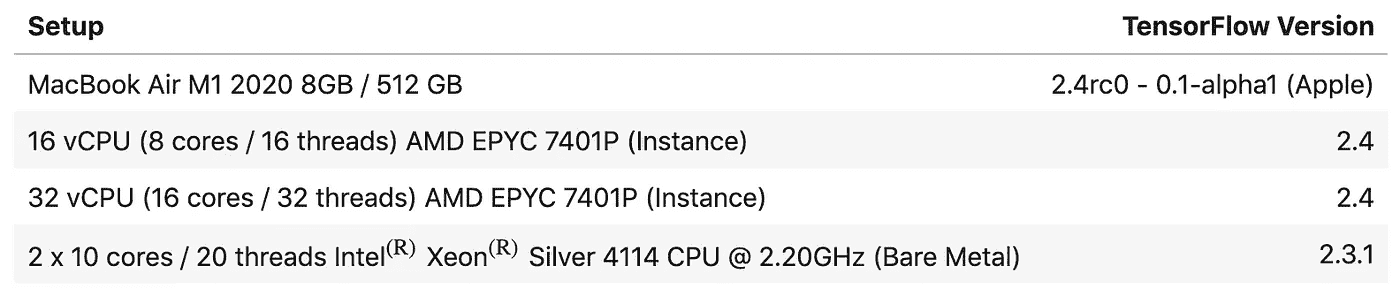 Setup TensorFlow Version
MacBook Air M1 2020 8GB / 512 GB 2.4rc0 - 0.1-alpha1 (Apple)
16 vCPU (8 cores / 16 threads) AMD EPYC 7401P (Instance) 2.4
32 vCPU (16 cores / 32 threads) AMD EPYC 7401P (Instance) 2.4
2 x 10 cores / 20 threads Intel(R) Xeon(R) Silver 4114 CPU @ 2.20GHz (Bare Metal) 2.3.1